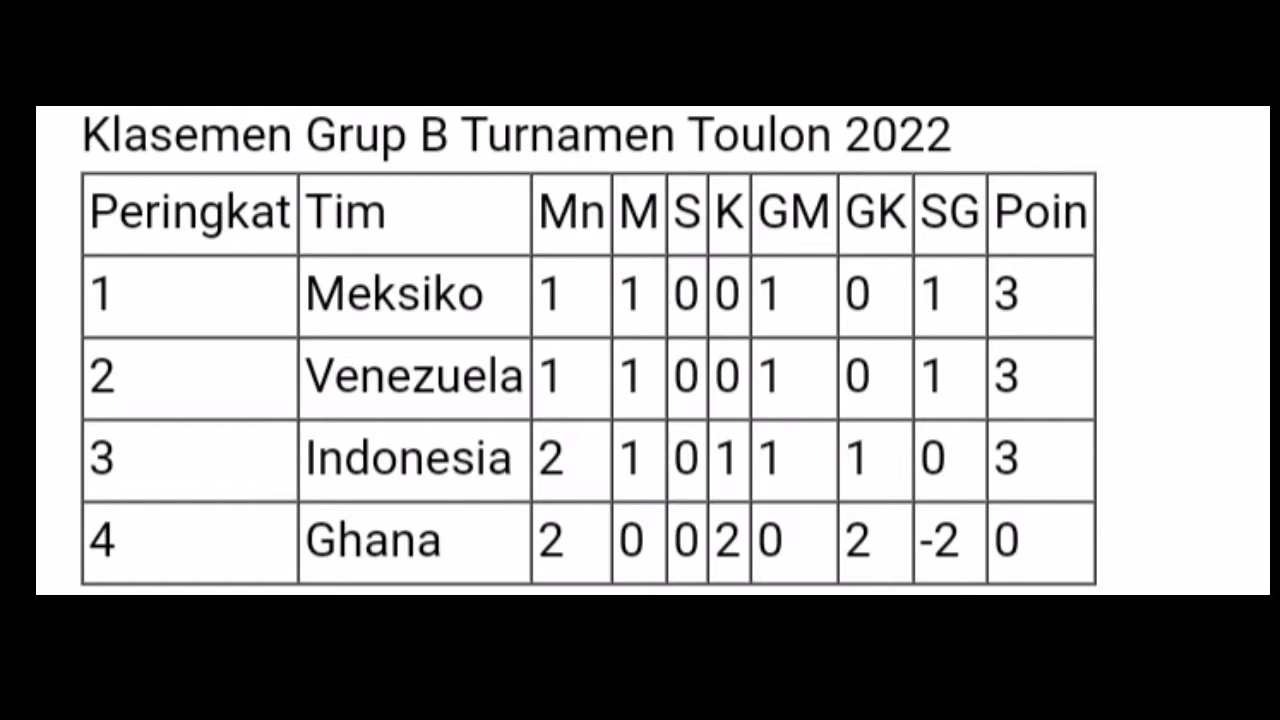 Klasemen Grup B Turnamen Toulon 2022
Peringkat Tim Mn M S K GM GK SG Poin
1 Meksiko 1 1 0 0 1 0 1 3
2 Venezuela 1 1 0 0 1 0 1 3
3 Indonesia 2 1 0 1 1 1 0 3
4 Ghana 2 0 0 2 0 2 -2 0